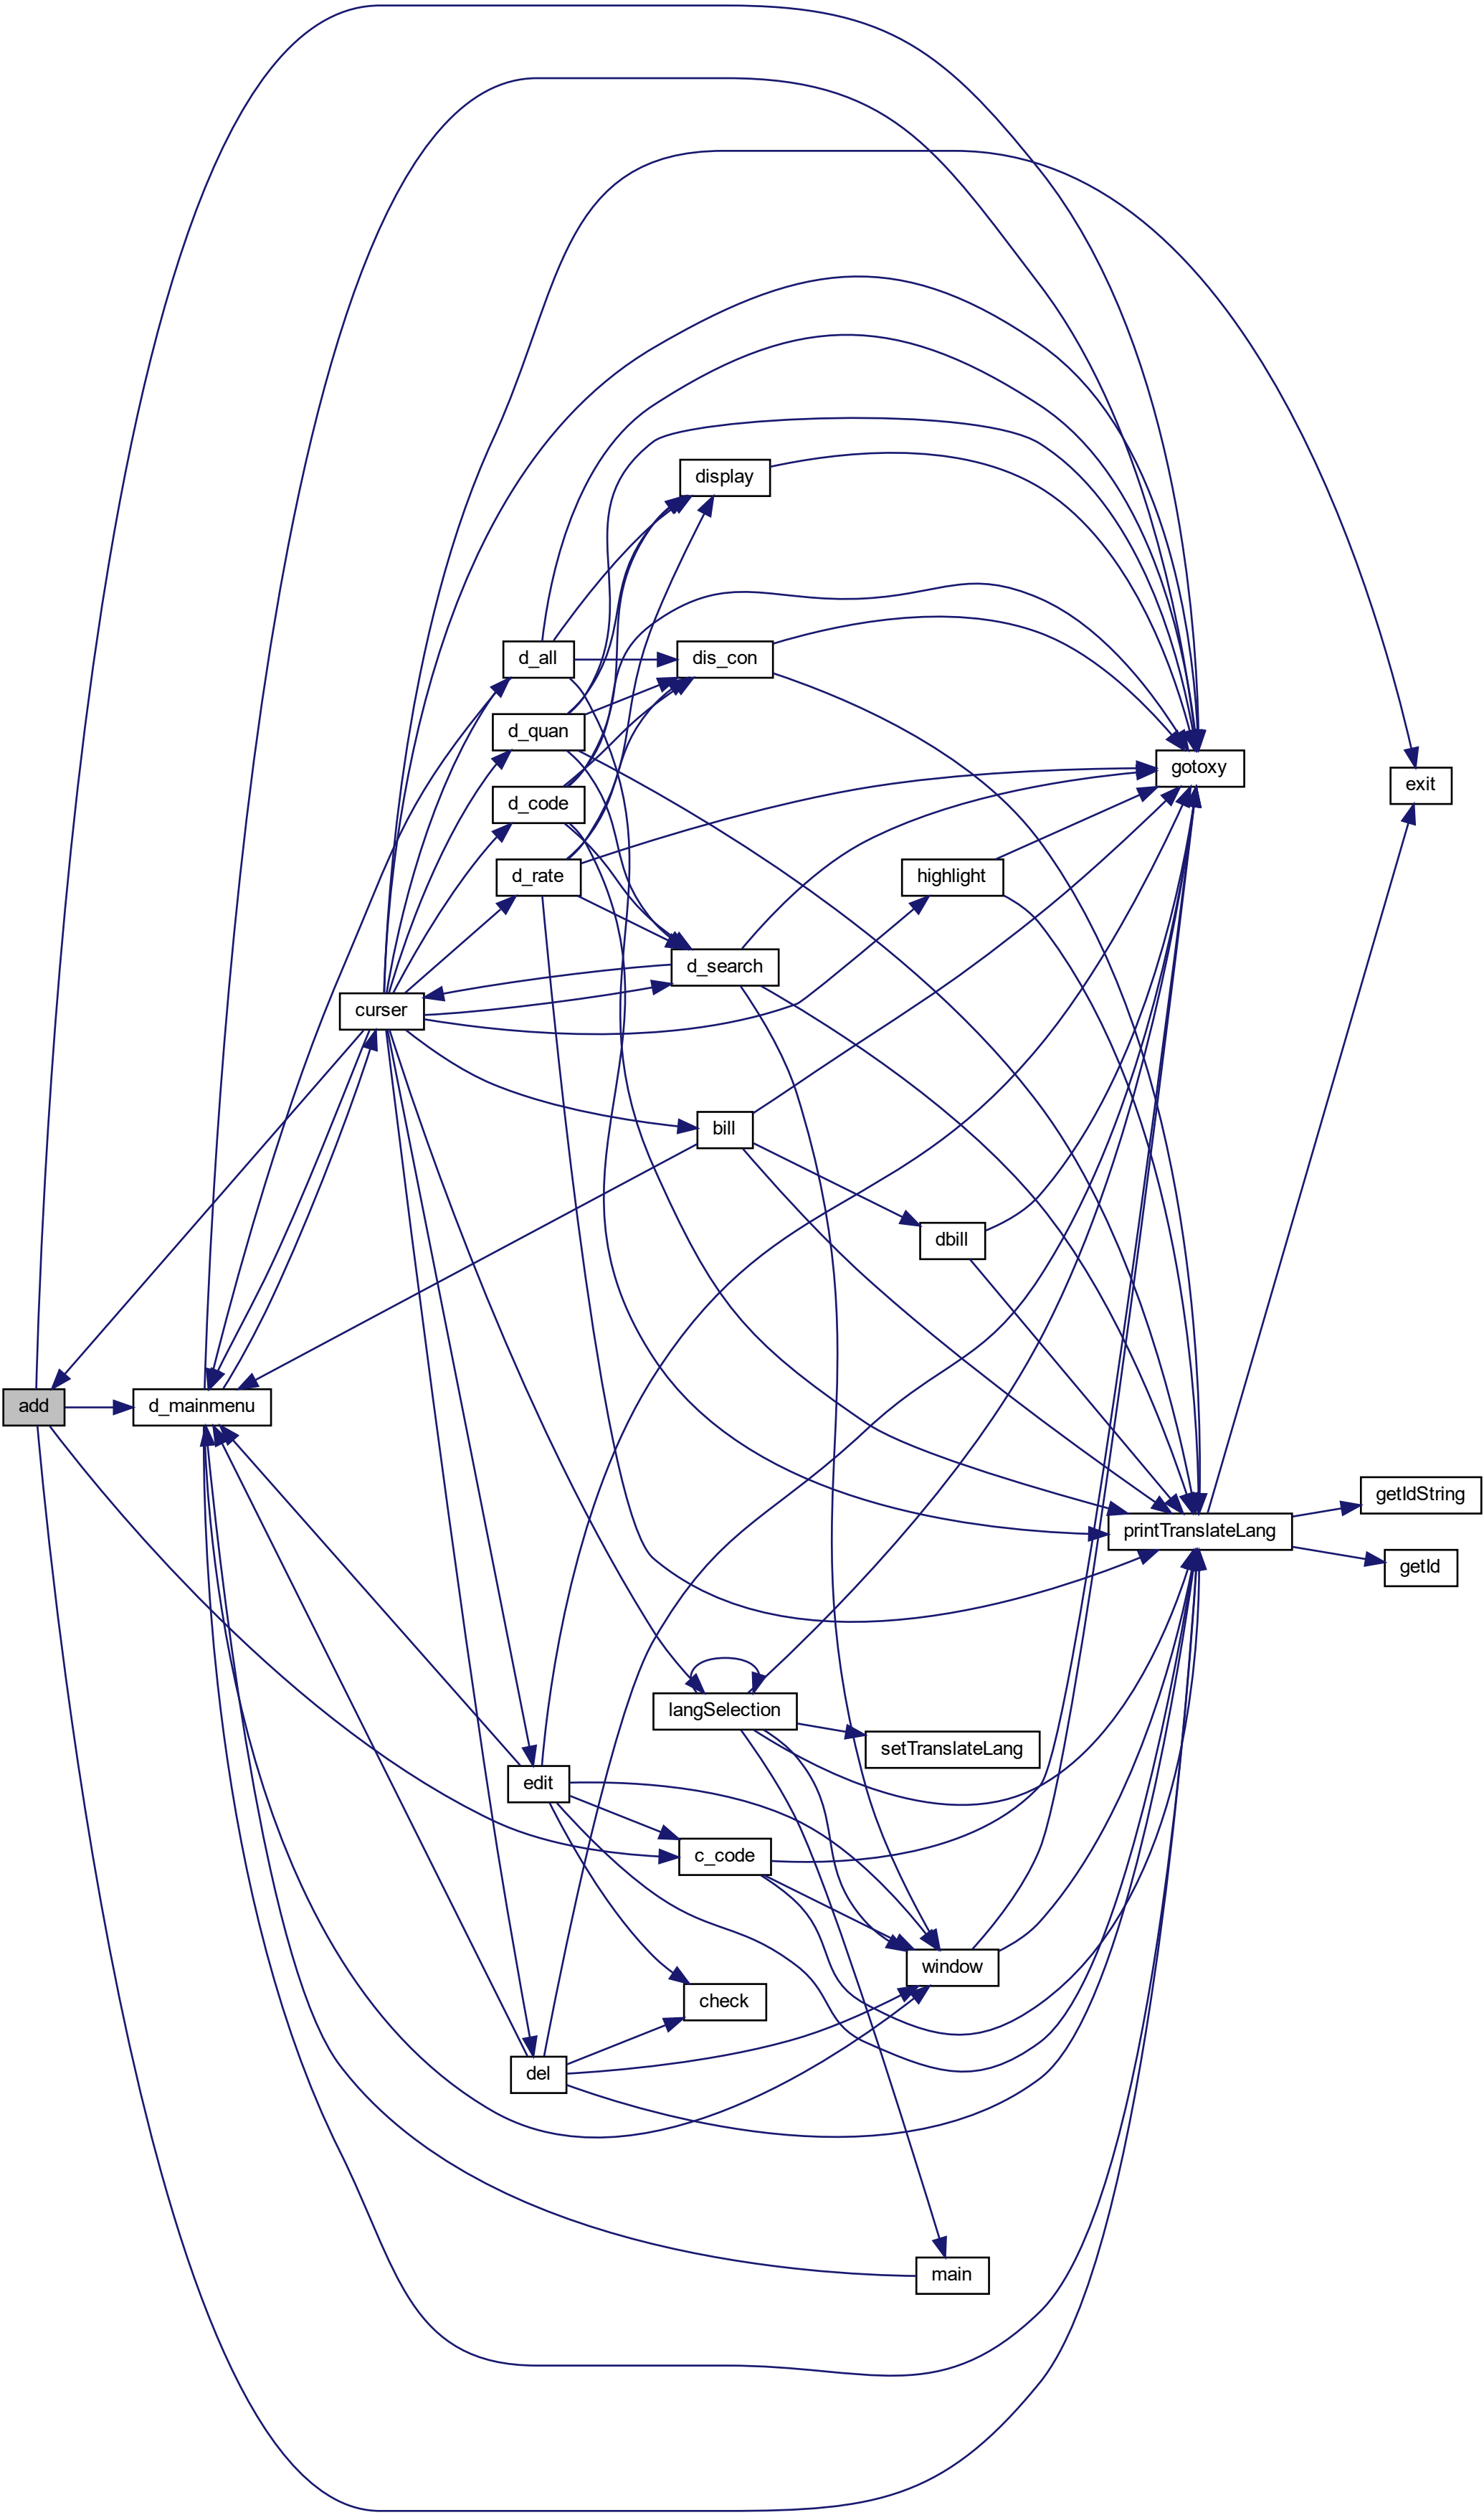 display
d_all
dis_con
d_quan
gotoxy
exit
d_code
d_rate
highlight
d_search
curser
bill
dbill
add
d_mainmenu
getIdString
printTranslateLang
getId
langSelection
setTranslateLang
edit
c_code
window
check
del
main